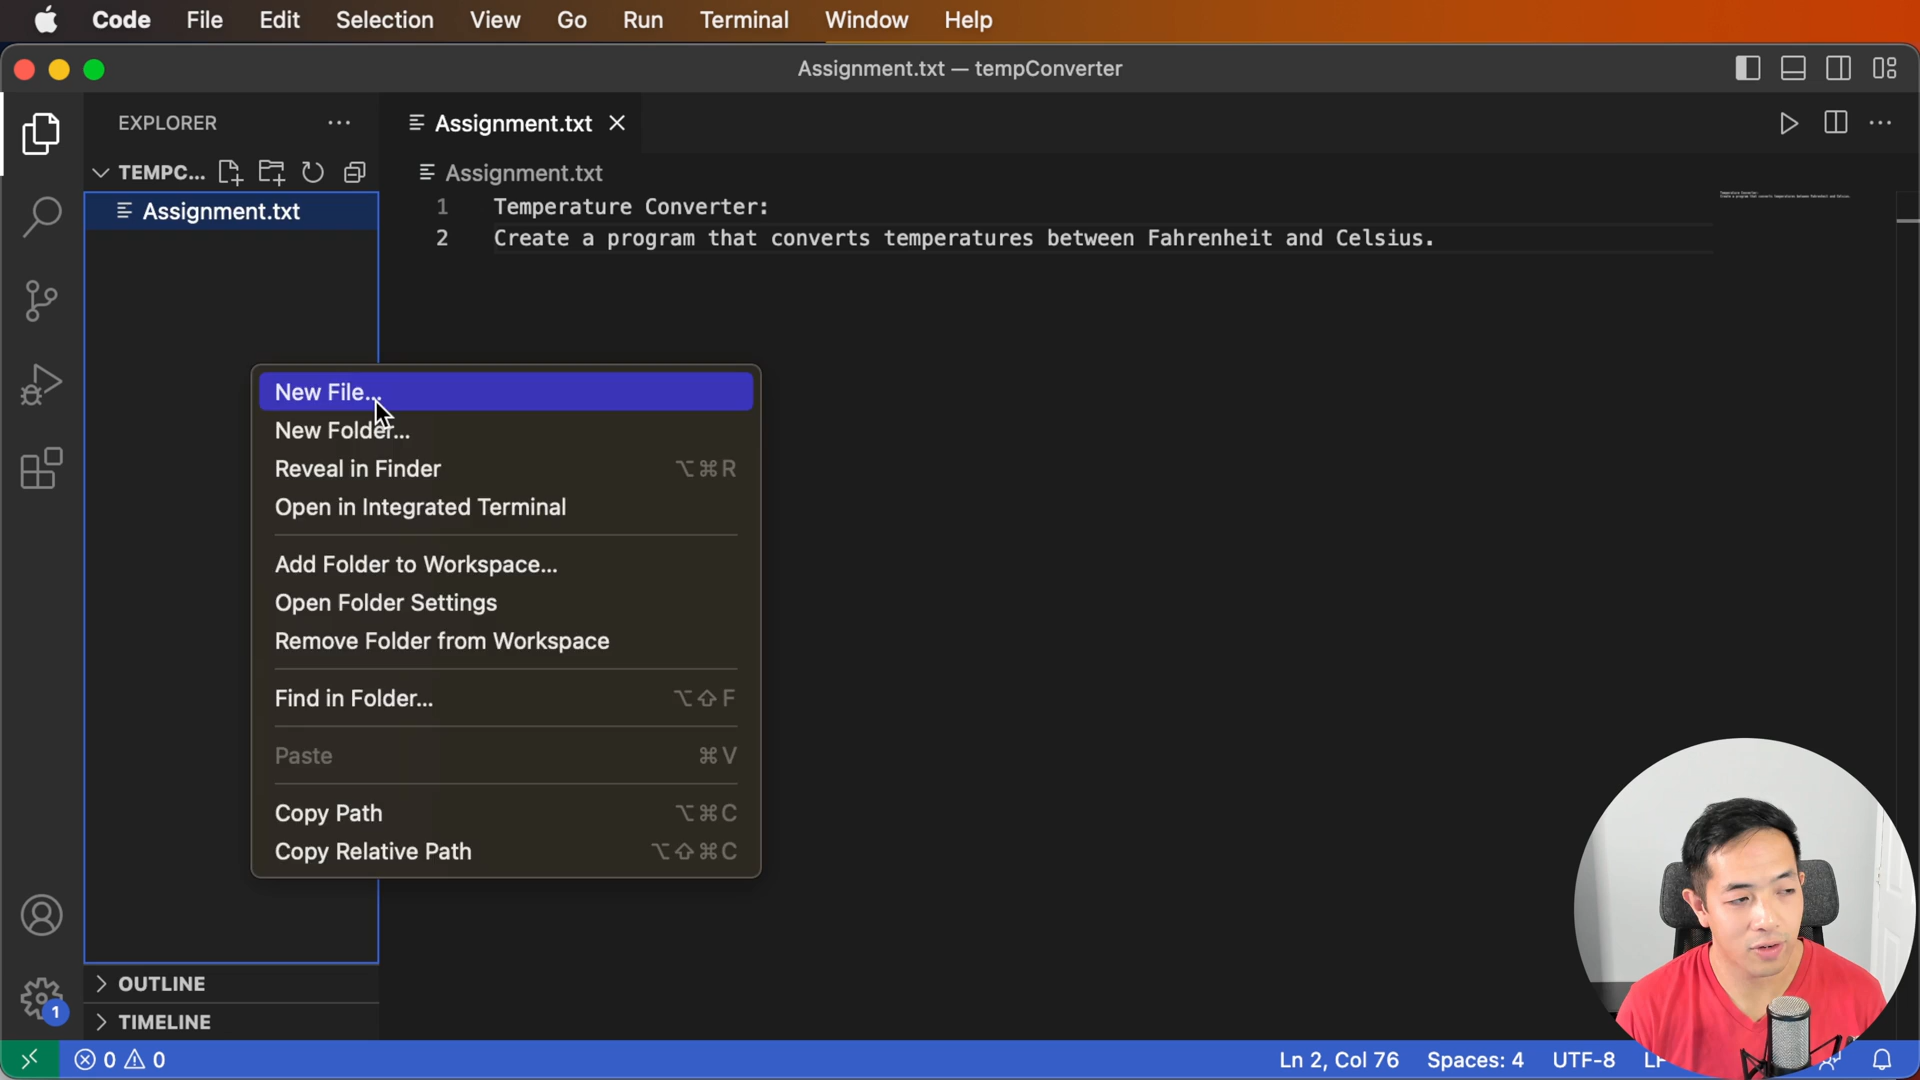 Code File Edit Selection View Go Run Terminal Window Help
Assignment.txt — tempConverter
EXPLORER
Assignment.txt
TEMPC...
Assignment.txt
Assignment.txt
1 Temperature Converter:
2 Create a program that converts temperatures between Fahrenheit and Celsius.
New File...
New Folder...
Reveal in Finder ⌥⌘R
Open in Integrated Terminal
Add Folder to Workspace...
Open Folder Settings
Remove Folder from Workspace
Find in Folder... ⌥⇧F
Paste ⌘V
Copy Path ⌥⌘C
Copy Relative Path ⌥⇧⌘C
1
OUTLINE
TIMELINE
0 0 Ln 2, Col 76 Spaces: 4 UTF-8